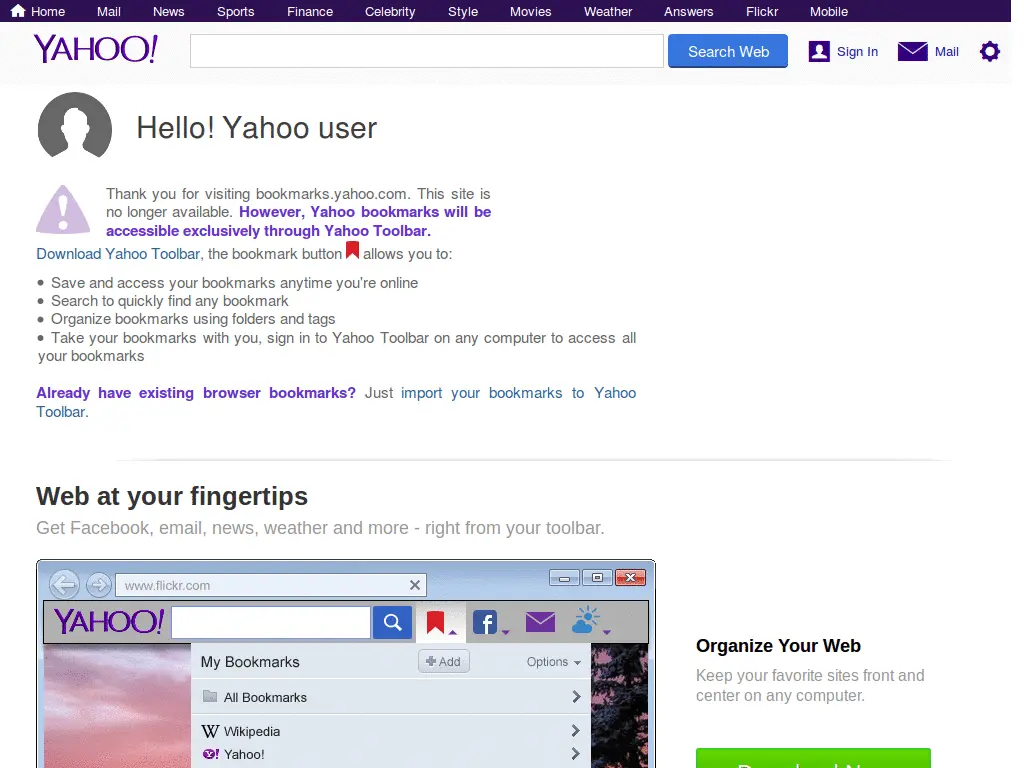 Home Mail News Sports Finance Celebrity Style Movies Weather Answers Flickr Mobile
YAHOO! Search Web Sign In Mail
Hello! Yahoo user
Thank you for visiting bookmarks.yahoo.com. This site is
no longer available. However, Yahoo bookmarks will be
accessible exclusively through Yahoo Toolbar.
Download Yahoo Toolbar, the bookmark button allows you to:
• Save and access your bookmarks anytime you're online
• Search to quickly find any bookmark
• Organize bookmarks using folders and tags
• Take your bookmarks with you, sign in to Yahoo Toolbar on any computer to access all
your bookmarks
Already have existing browser bookmarks? Just import your bookmarks to Yahoo
Toolbar.
Web at your fingertips
Get Facebook, email, news, weather and more - right from your toolbar.
www.flickr.com
YAHOO!
My Bookmarks Add Options
All Bookmarks
W Wikipedia
Y! Yahoo!
Organize Your Web
Keep your favorite sites front and
center on any computer.